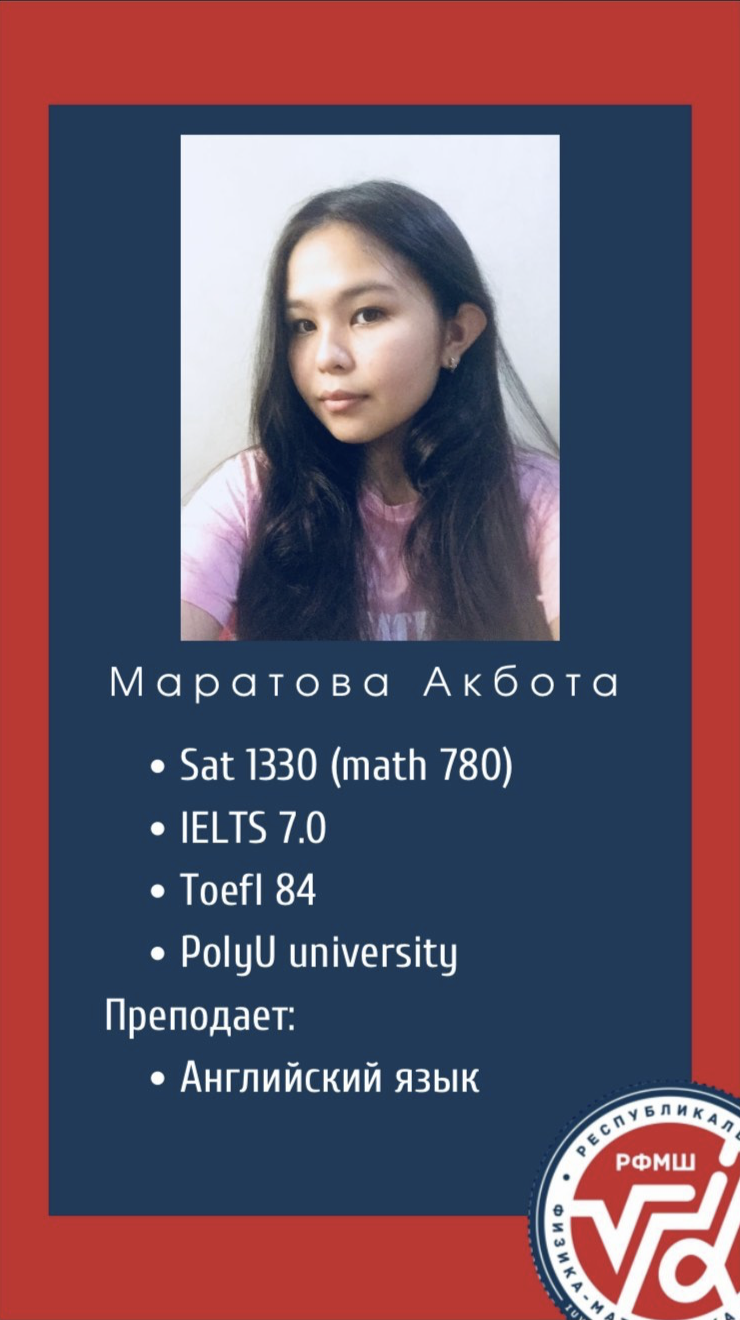 Маратова Акбота
• Sat 1330 (math 780)
• IELTS 7.0
• Toefl 84
• PolyU university
Преподает:
• Английский язык
РФМШ